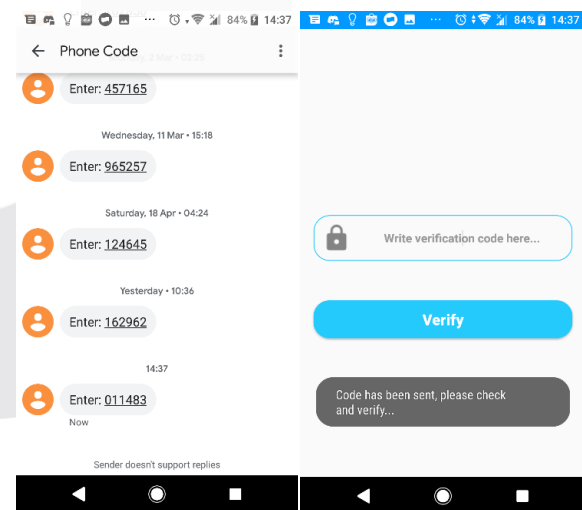 84% 14:37
Phone Code
Enter: 457165
Wednesday, 11 Mar • 15:18
Enter: 965257
Saturday, 18 Apr • 04:24
Enter: 124645
Yesterday • 10:36
Enter: 162962
14:37
Enter: 011483
Now
Sender doesn't support replies
84% 14:37
Write verification code here...
Verify
Code has been sent, please check
and verify...